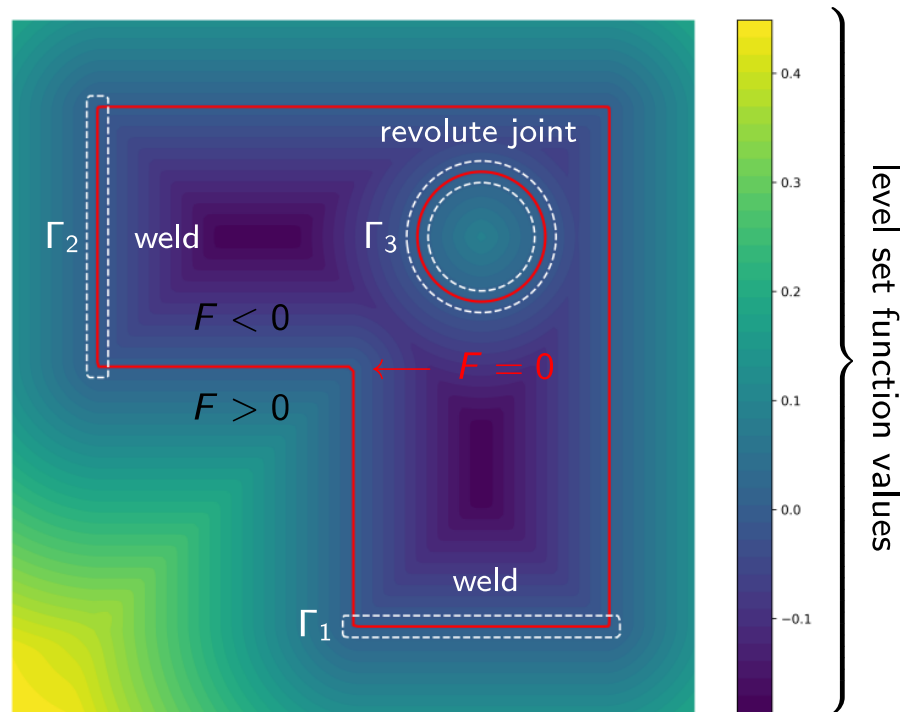 revolute joint
Γ₂
weld
Γ₃
F < 0
← F = 0
F > 0
weld
Γ₁
0.4
0.3
0.2
0.1
0.0
−0.1
level set function values